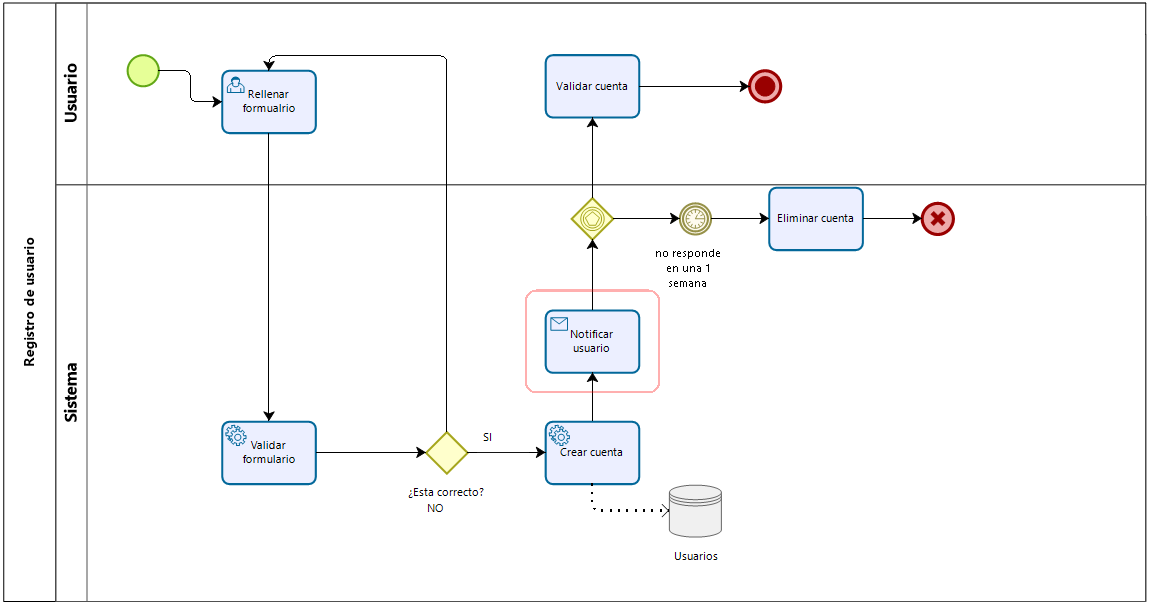 Registro de usuario
Usuario
Rellenar
formualrio
Validar cuenta
Sistema
Eliminar cuenta
no responde
en una 1
semana
Notificar
usuario
Validar
formulario
¿Esta correcto?
NO
SI
Crear cuenta
Usuarios